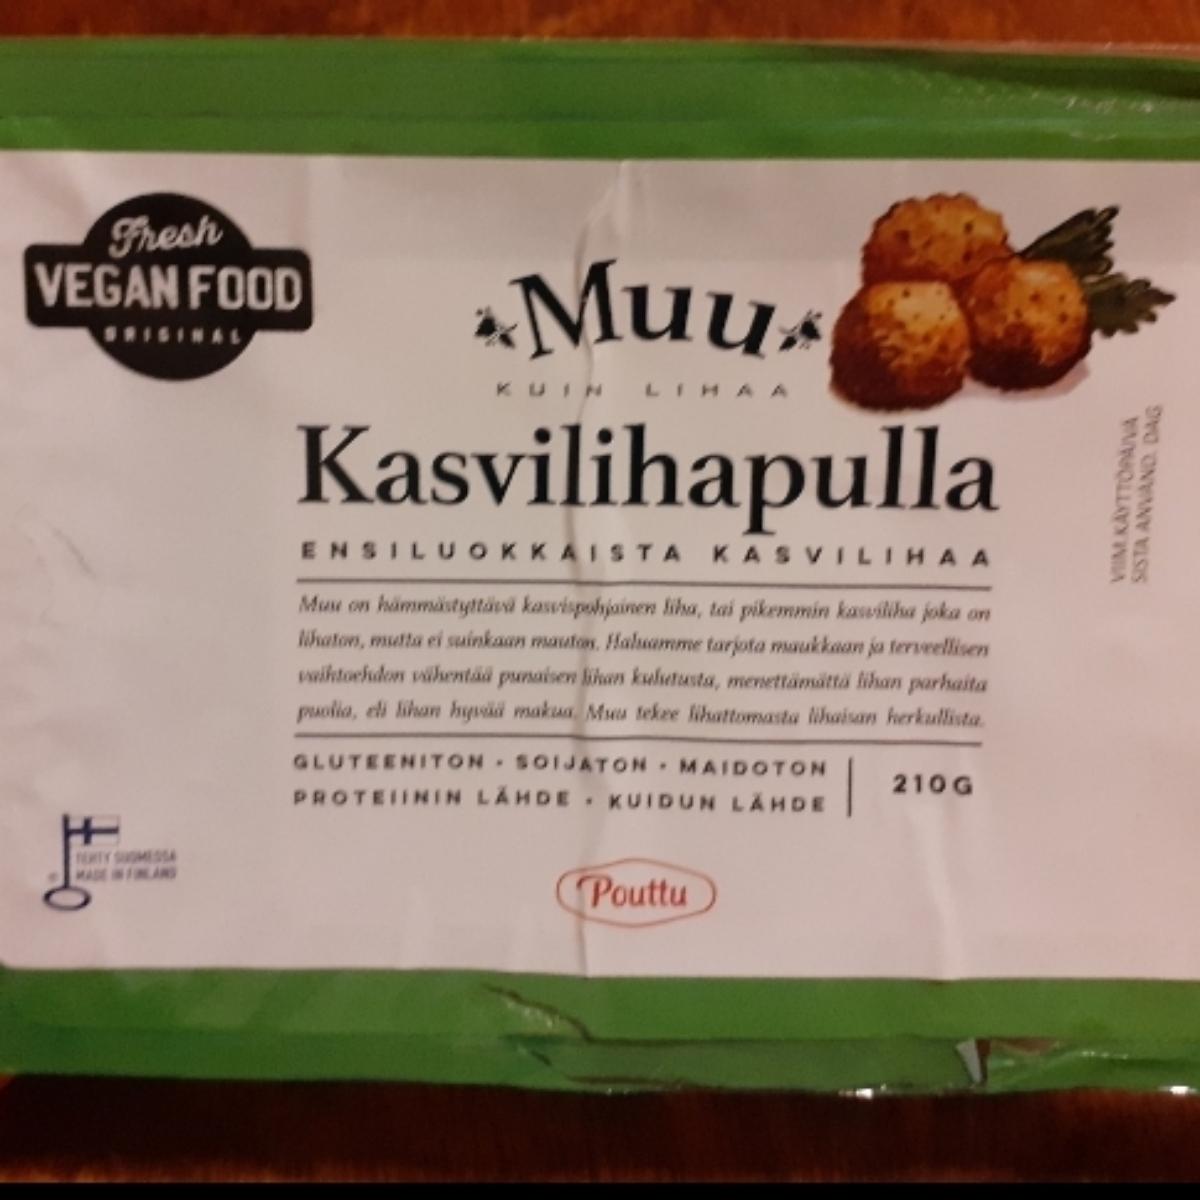 Fresh
VEGAN FOOD
ORIGINAL
Muu
KUIN LIHAA
Kasvilihapulla
ENSILUOKKAISTA KASVILIHAA
Muu on hämmästyttävä kasvispohjainen liha, tai pikemmin kasviliha joka on
lihaton, mutta ei suinkaan mauton. Haluamme tarjota maukkaan ja terveellisen
vaihtoehdon vähentää punaisen lihan kulutusta, menettämättä lihan parhaita
puolia, eli lihan hyvää makua. Muu tekee lihattomasta lihaisan herkullista.
GLUTEENITON • SOIJATON • MAIDOTON
PROTEIININ LÄHDE • KUIDUN LÄHDE
210G
VIIM.KÄYTTÖPÄIVÄ
SISTA ANVÄND. DAG
TEHTY SUOMESSA
MADE IN FINLAND
Pouttu